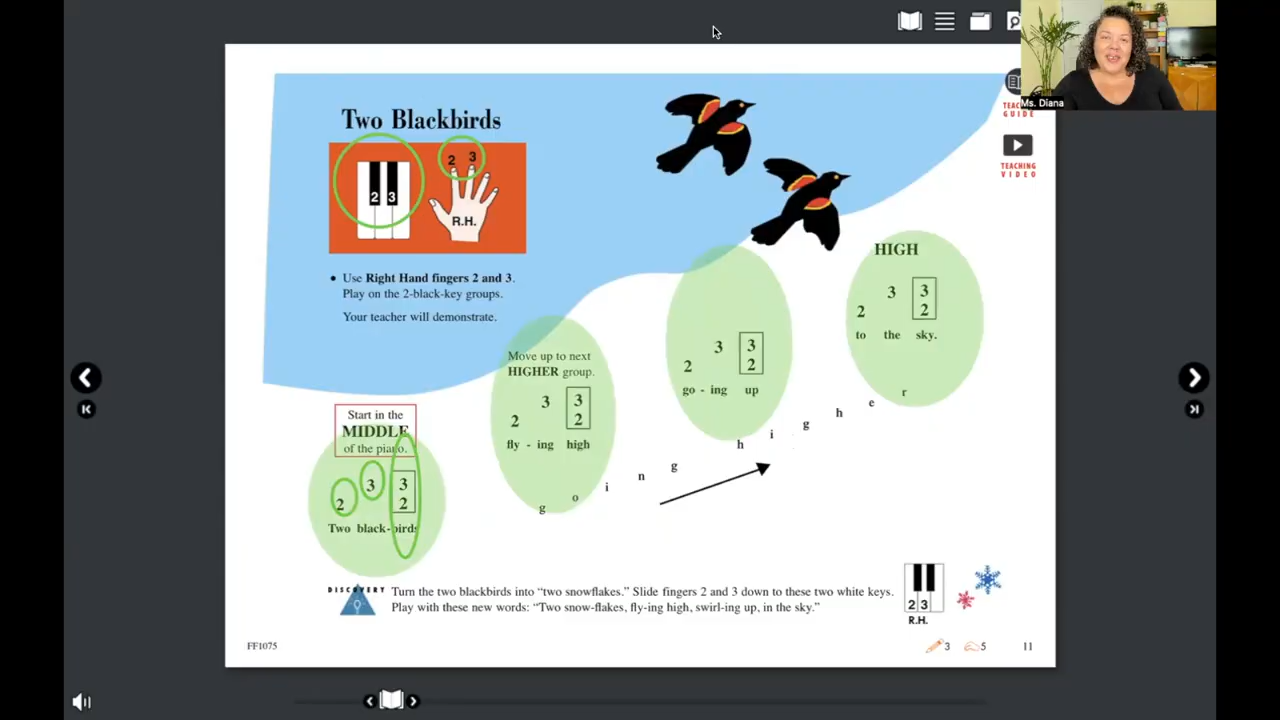 Ms. Diana
TEACHING
VIDEO
Two Blackbirds
2 3
2 3
R.H.
• Use Right Hand fingers 2 and 3.
Play on the 2-black-key groups.
Your teacher will demonstrate.
Start in the
MIDDLE
of the piano.
2 3 3
2
Two black-birds
Move up to next
HIGHER group.
2 3 3
2
fly - ing high
2 3 3
2
go - ing up
HIGH
2 3 3
2
to the sky.
g o i n g h i g h e r
DISCOVERY
Turn the two blackbirds into “two snowflakes.” Slide fingers 2 and 3 down to these two white keys.
Play with these new words: “Two snow-flakes, fly-ing high, swirl-ing up, in the sky.”
2 3
R.H.
FF1075
3 5 11